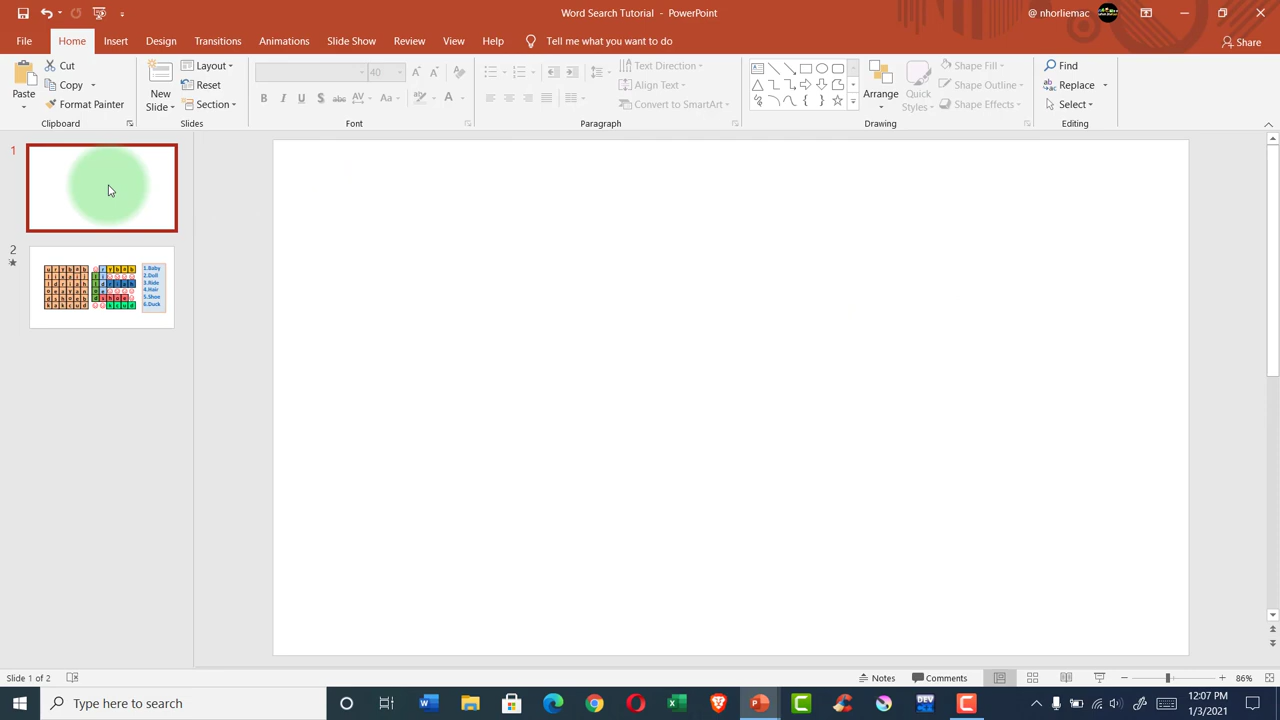 Word Search Tutorial - PowerPoint
@ nhorliemac
File
Home
Insert
Design
Transitions
Animations
Slide Show
Review
View
Help
Tell me what you want to do
Share
Paste
Cut
Copy
Format Painter
Clipboard
New
Slide
Layout
Reset
Section
Slides
40
B I U S abc AV Aa A
Font
Text Direction
Align Text
Convert to SmartArt
Paragraph
Arrange
Quick
Styles
Shape Fill
Shape Outline
Shape Effects
Drawing
Find
Replace
Select
Editing
1
2
1.Baby
2.Doll
3.Ride
4.Hair
5.Shoe
6.Duck
Slide 1 of 2
Notes
Comments
86%
Type here to search
12:07 PM
1/3/2021